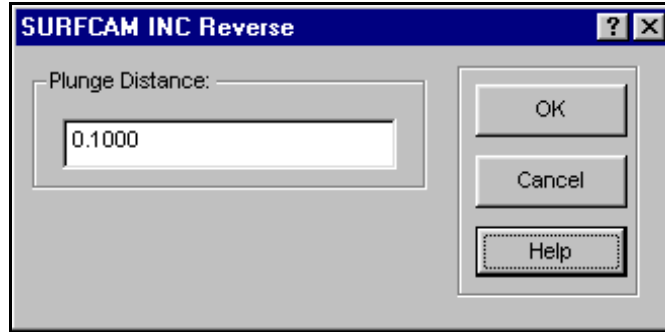 SURFCAM INC Reverse
Plunge Distance:
0.1000
OK
Cancel
Help